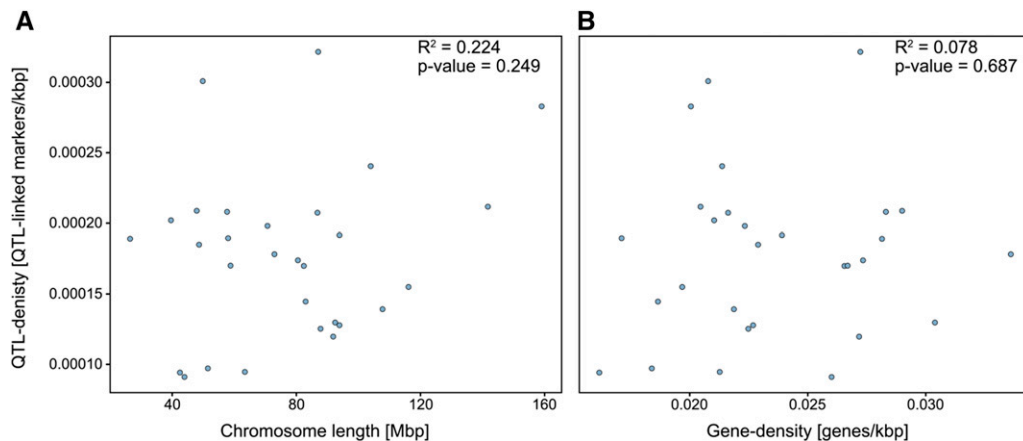 A
B
R² = 0.224
p-value = 0.249
R² = 0.078
p-value = 0.687
QTL-denisty [QTL-linked markers/kbp]
0.00030
0.00025
0.00020
0.00015
0.00010
40 80 120 160
0.020 0.025 0.030
Chromosome length [Mbp]
Gene-density [genes/kbp]